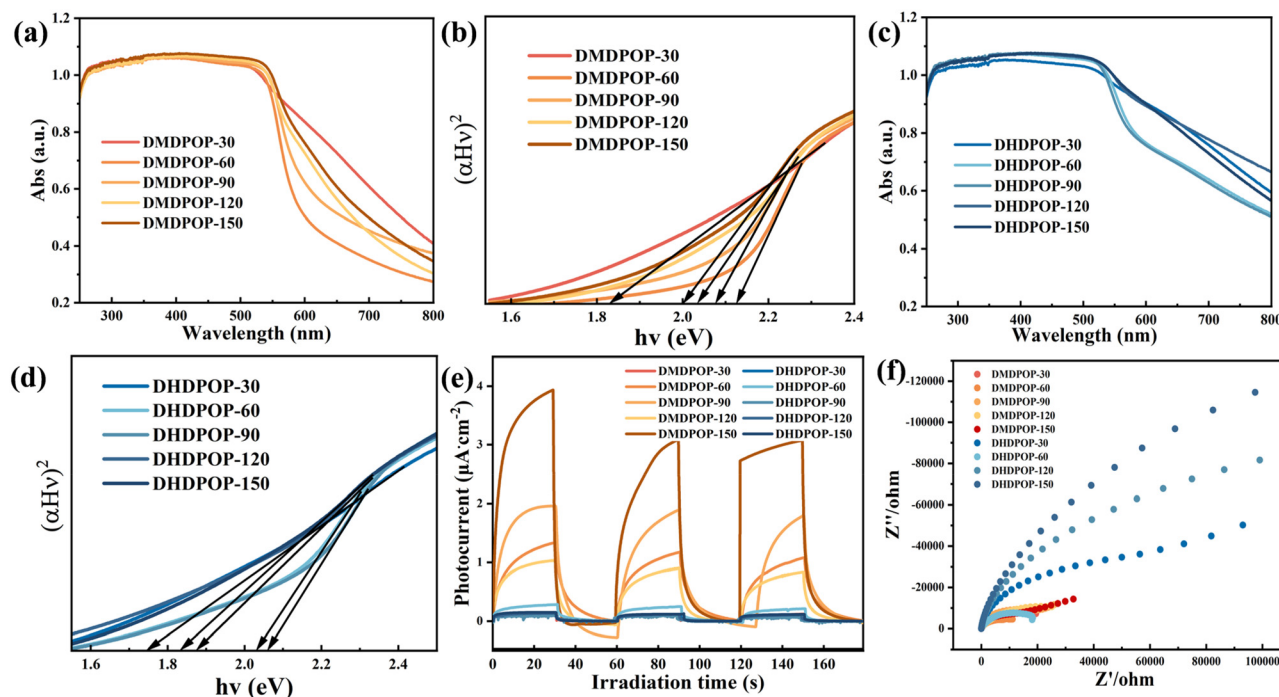 (a)
1.2
1.0
0.8
0.6
0.4
0.2
Abs (a.u.)
DMDPOP-30
DMDPOP-60
DMDPOP-90
DMDPOP-120
DMDPOP-150
300 400 500 600 700 800
Wavelength (nm)
(b)
(αHν)2
DMDPOP-30
DMDPOP-60
DMDPOP-90
DMDPOP-120
DMDPOP-150
1.6 1.8 2.0 2.2 2.4
hν (eV)
(c)
1.2
1.0
0.8
0.6
0.4
0.2
Abs (a.u.)
DHDPOP-30
DHDPOP-60
DHDPOP-90
DHDPOP-120
DHDPOP-150
300 400 500 600 700 800
Wavelength (nm)
(d)
(αHν)2
DHDPOP-30
DHDPOP-60
DHDPOP-90
DHDPOP-120
DHDPOP-150
1.6 1.8 2.0 2.2 2.4
hν (eV)
(e)
4
3
2
1
0
Photocurrent (μA·cm-2)
DMDPOP-30 DHDPOP-30
DMDPOP-60 DHDPOP-60
DMDPOP-90 DHDPOP-90
DMDPOP-120 DHDPOP-120
DMDPOP-150 DHDPOP-150
0 20 40 60 80 100 120 140 160
Irradiation time (s)
(f)
-120000
-100000
-80000
-60000
-40000
-20000
0
Z''/ohm
DMDPOP-30
DMDPOP-60
DMDPOP-90
DMDPOP-120
DMDPOP-150
DHDPOP-30
DHDPOP-60
DHDPOP-120
DHDPOP-150
0 20000 40000 60000 80000 100000
Z'/ohm